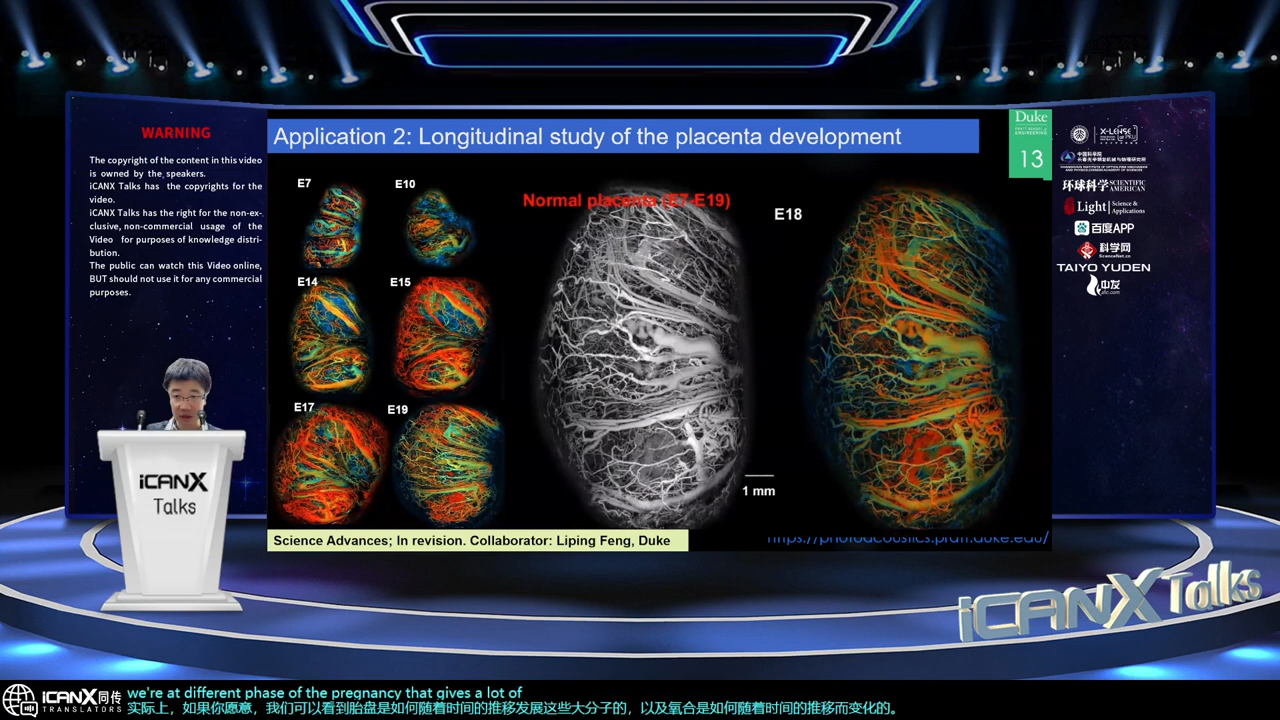 WARNING
The copyright of the content in this video
is owned by the speakers.
iCANX Talks has the copyrights for the
video.
iCANX Talks has the right for the non-ex-
clusive, non-commercial usage of the
Video for purposes of knowledge distri-
bution.
The public can watch this Video online,
BUT should not use it for any commercial
purposes.
iCANX
Talks
Application 2: Longitudinal study of the placenta development
Duke
13
E7
E10
E14
E15
E17
E19
Normal placenta (E7-E19)
E18
1 mm
Science Advances; In revision. Collaborator: Liping Feng, Duke
https://photoacoustics.pratt.duke.edu/
X-LENSE
环球科学 SCIENTIFIC
AMERICAN
Light Science &
Applications
百度APP
科学网
ScienceNet.cn
TAIYO YUDEN
iCANX Talks
iCANX同传
TRANSLATORS
we're at different phase of the pregnancy that gives a lot of
实际上，如果你愿意，我们可以看到胎盘是如何随着时间的推移发展这些大分子的，以及氧合是如何随着时间的推移而变化的。